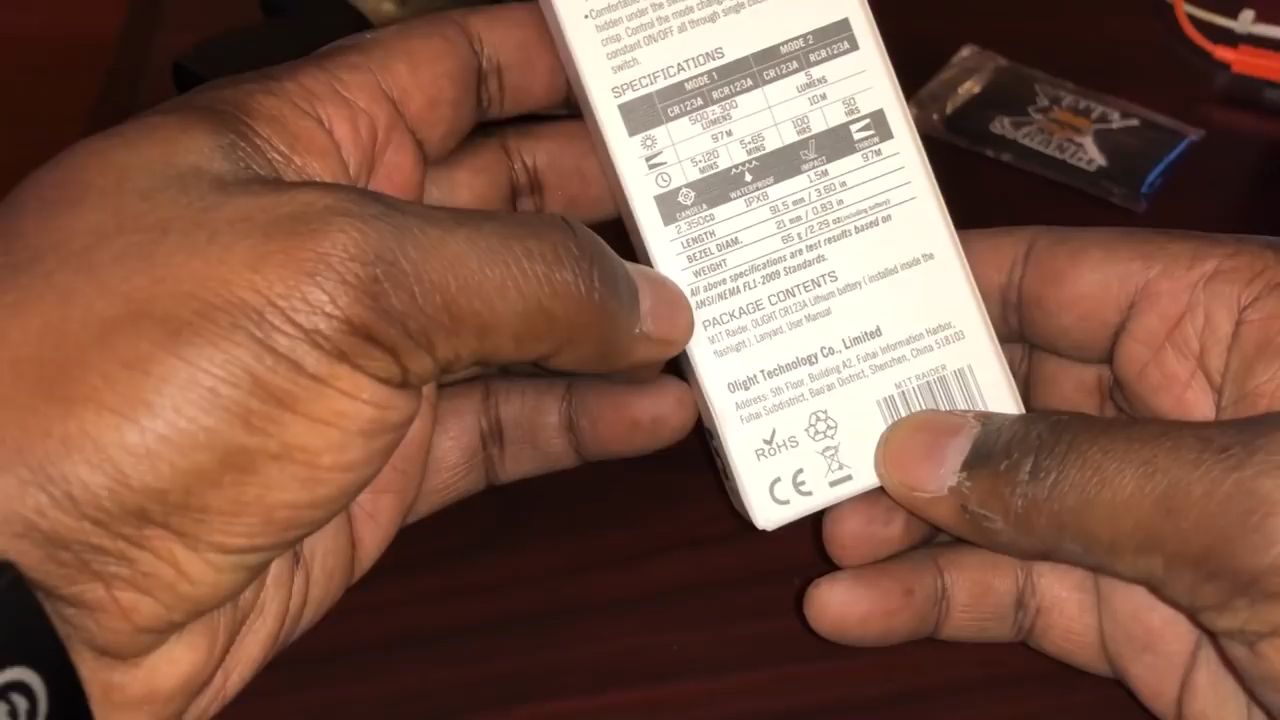 •Comfortable
hidden under the
crisp. Control the mode
constant ON/OFF all through single
switch.
SPECIFICATIONS
MODE 1 MODE 2
CR123A RCR123A CR123A RCR123A
500~300 LUMENS 5 LUMENS
97M 10M
5+120 MINS 5+65 MINS 100 HRS 50 HRS
CANDELA WATERPROOF IMPACT THROW
2,350CD IPX8 1.5M 97M
LENGTH 91.5 mm / 3.60 in
BEZEL DIAM. 21 mm / 0.83 in
WEIGHT 65 g /2.29 oz(including battery)
All above specifications are test results based on
ANSI/NEMA FL1-2009 Standards.
PACKAGE CONTENTS
M1T Raider, OLIGHT CR123A Lithium battery ( installed inside the
flashlight ), Lanyard, User Manual
Olight Technology Co., Limited
Address: 5th Floor, Building A2, Fuhai Information Harbor,
Fuhai Subdistrict, Bao'an District, Shenzhen, China 518103
M1T RAIDER
RoHS
CE